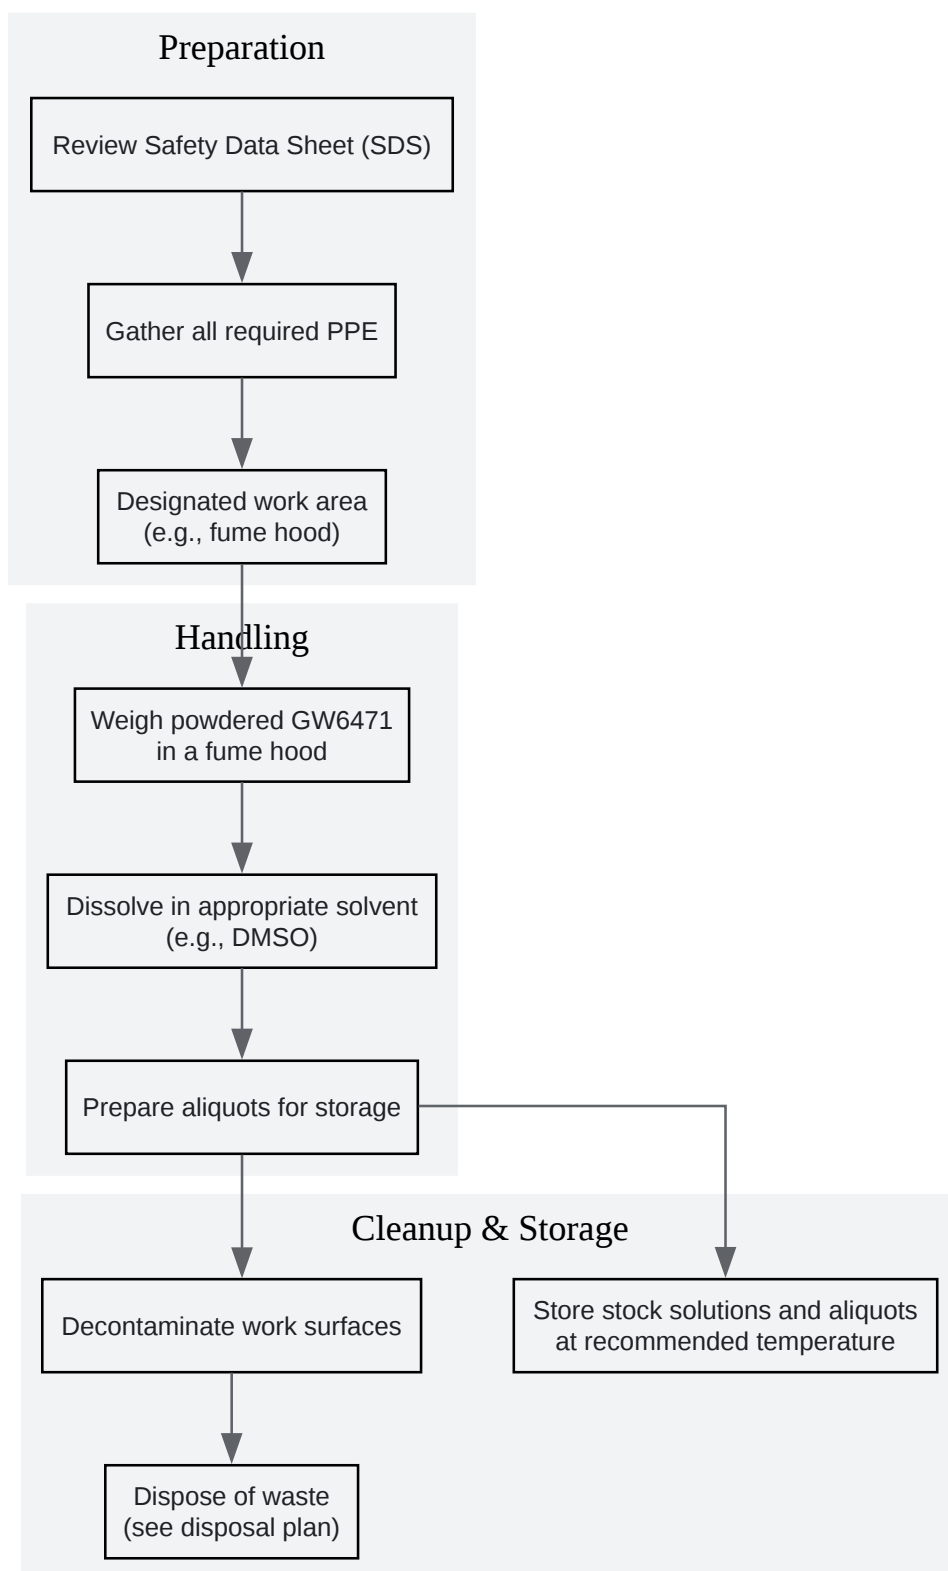 Preparation
Review Safety Data Sheet (SDS)
Gather all required PPE
Designated work area
(e.g., fume hood)
Handling
Weigh powdered GW6471
in a fume hood
Dissolve in appropriate solvent
(e.g., DMSO)
Prepare aliquots for storage
Cleanup & Storage
Decontaminate work surfaces
Store stock solutions and aliquots
at recommended temperature
Dispose of waste
(see disposal plan)